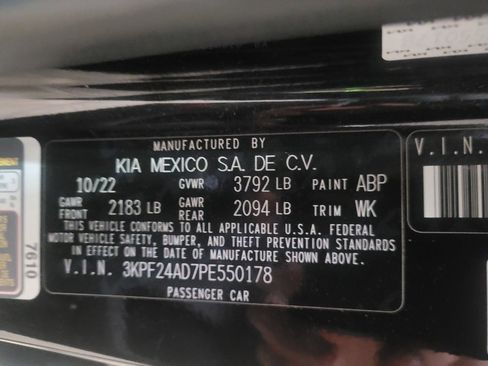 MANUFACTURED BY
KIA MEXICO S.A. DE C.V.
10/22 GVWR 3792 LB PAINT ABP
GAWR FRONT 2183 LB GAWR REAR 2094 LB TRIM WK
THIS VEHICLE CONFORMS TO ALL APPLICABLE U.S.A. FEDERAL
MOTOR VEHICLE SAFETY, BUMPER, AND THEFT PREVENTION STANDARDS
IN EFFECT ON THE DATE OF MANUFACTURE SHOWN ABOVE.
V.I.N. 3KPF24AD7PE550178
PASSENGER CAR
V.I.N.
7610